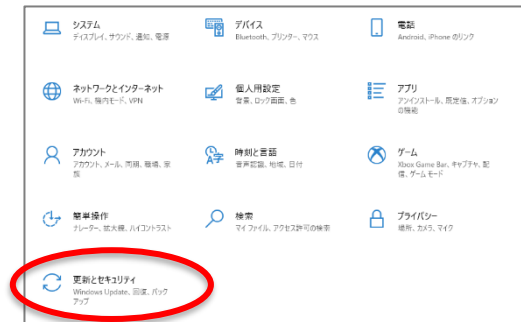 システム
ディスプレイ、サウンド、通知、電源
デバイス
Bluetooth、プリンター、マウス
電話
Android、iPhone のリンク
ネットワークとインターネット
Wi-Fi、機内モード、VPN
個人用設定
背景、ロック画面、色
アプリ
アンインストール、既定値、オプション
の機能
アカウント
アカウント、メール、同期、職場、家
族
時刻と言語
音声認識、地域、日付
ゲーム
Xbox Game Bar、キャプチャ、配
信、ゲーム モード
簡単操作
ナレーター、拡大鏡、ハイコントラスト
検索
マイ ファイル、アクセス許可の検索
プライバシー
場所、カメラ、マイク
更新とセキュリティ
Windows Update、回復、バック
アップ